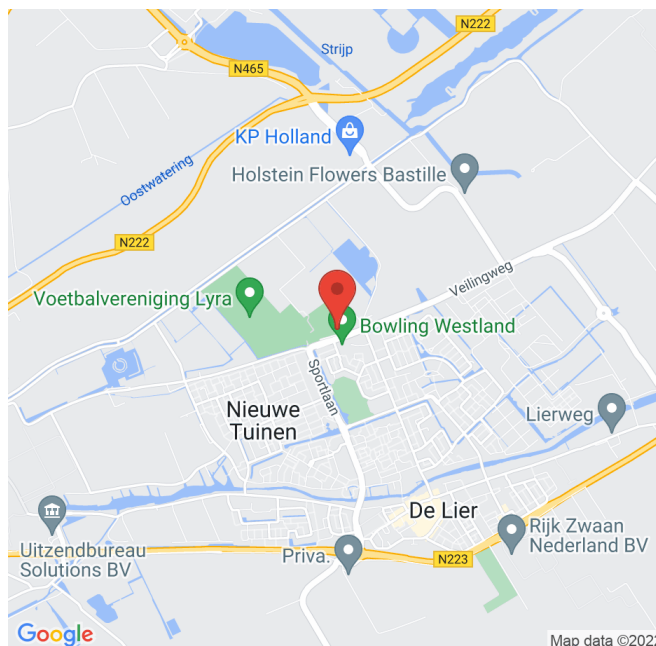 N222
Strijp
N465
KP Holland
Oostwatering
Holstein Flowers Bastille
N222
Veilingweg
Voetbalvereniging Lyra
Bowling Westland
Sportlaan
Nieuwe
Tuinen
Lierweg
De Lier
Uitzendbureau
Solutions BV
Priva.
N223
Rijk Zwaan
Nederland BV
Google
Map data ©2022